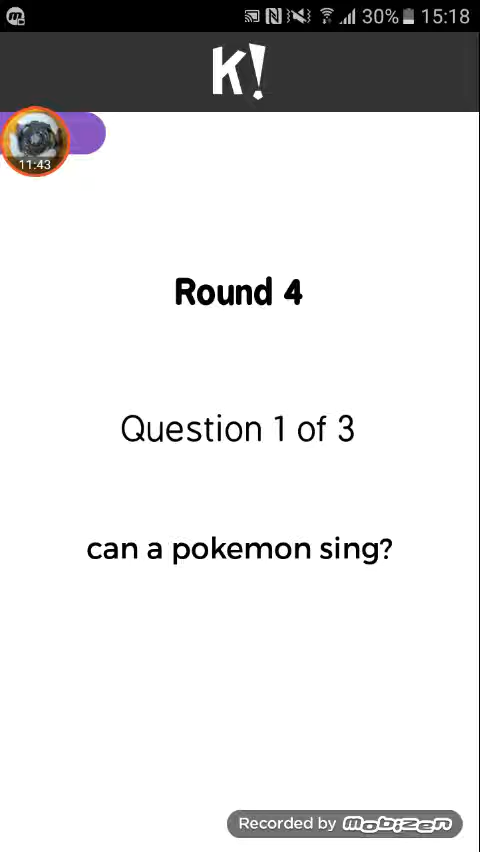 30% 15:18
K!
11:43
Round 4
Question 1 of 3
can a pokemon sing?
Recorded by mobizen